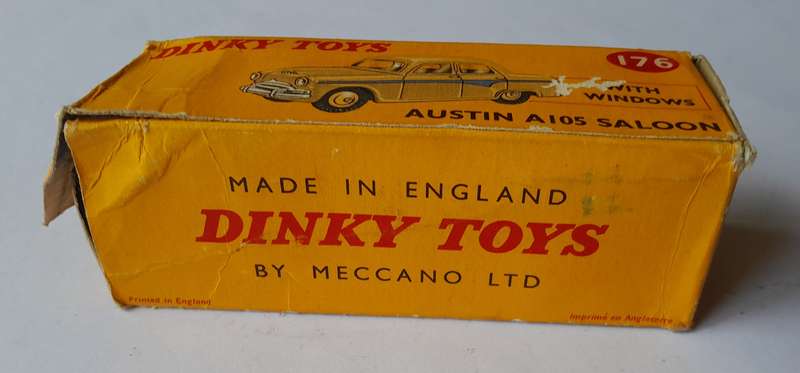 DINKY TOYS
176
WITH
WINDOWS
AUSTIN A105 SALOON
MADE IN ENGLAND
DINKY TOYS
BY MECCANO LTD
Printed in England
Imprimé en Angleterre